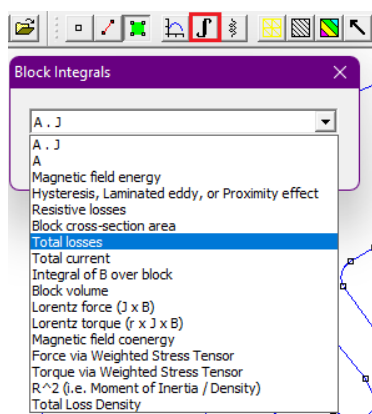 Block Integrals
A . J
A . J
A
Magnetic field energy
Hysteresis, Laminated eddy, or Proximity effect
Resistive losses
Block cross-section area
Total losses
Total current
Integral of B over block
Block volume
Lorentz force (J x B)
Lorentz torque (r x J x B)
Magnetic field coenergy
Force via Weighted Stress Tensor
Torque via Weighted Stress Tensor
R^2 (i.e. Moment of Inertia / Density)
Total Loss Density